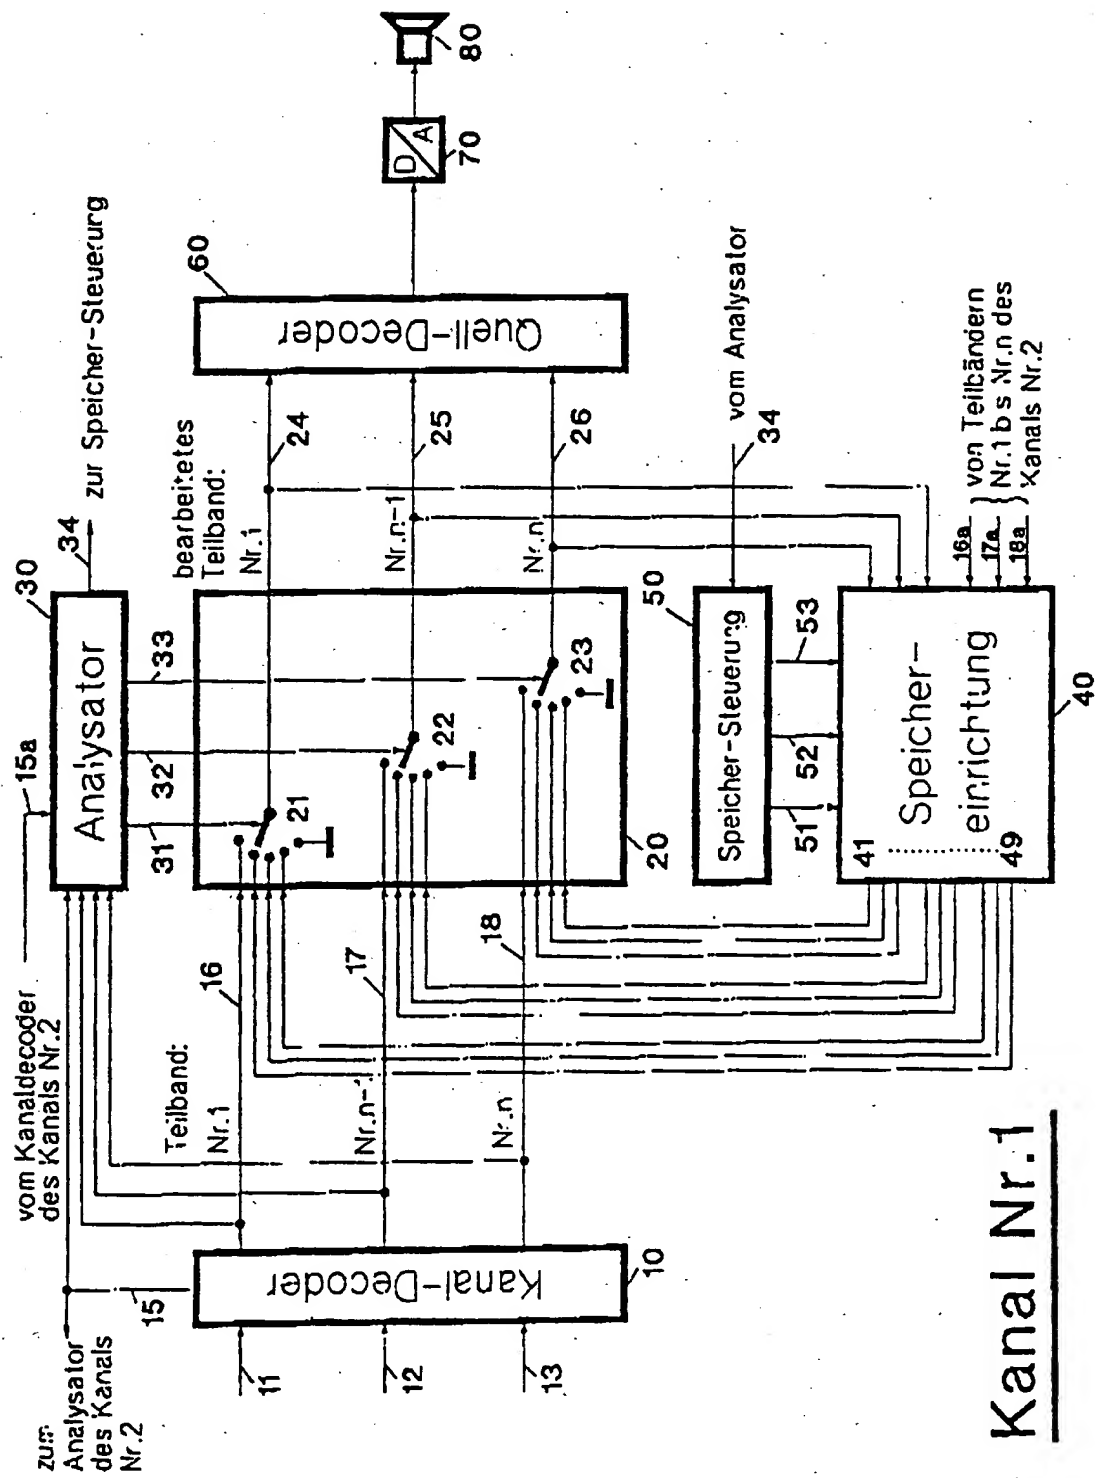 zum
Analysator
des Kanals
Nr.2
15
vom Kanaldecoder
des Kanals Nr.2
15a
Analysator
30
34
zur Speicher-Steuerung
31
32
33
11
12
13
Kanal-Decoder
10
Teilband:
Nr.1
16
Nr.n-1
17
Nr.n
18
21
22
23
20
bearbeitetes
Teilband:
Nr.1
24
Nr.n-1
25
Nr.n
26
Quell-Decoder
60
D
A
70
80
Speicher-Steuerung
50
34
vom Analysator
51
52
53
41
49
Speicher-
einrichtung
40
16a
17a
18a
von Teilbändern
Nr.1 b s Nr.n des
Kanals Nr.2
Kanal Nr.1